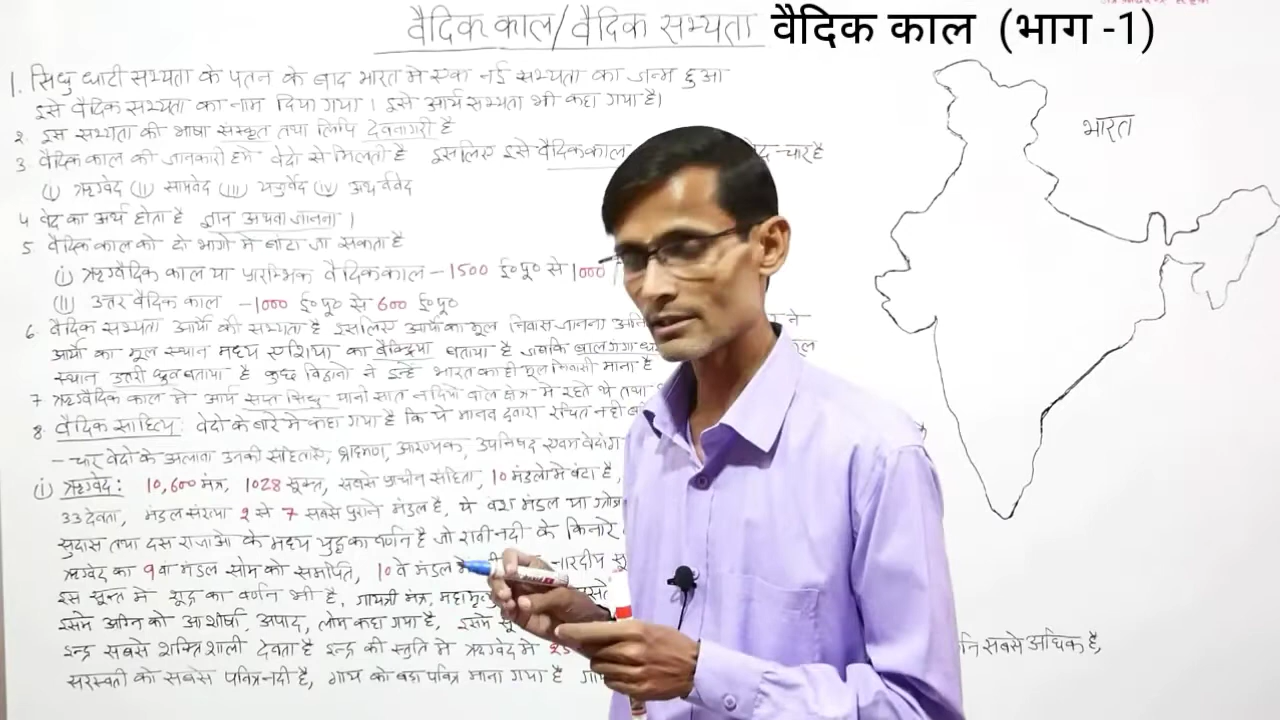 वैदिक काल/वैदिक सभ्यता वैदिक काल (भाग -1)
1. सिंधु घाटी सभ्यता के पतन के बाद भारत मे एक नई सभ्यता का जन्म हुआ
इसे वैदिक सभ्यता का नाम दिया गया। इसे आर्य सभ्यता भी कहा गया है।
भारत
2. इस सभ्यता की भाषा संस्कृत तथा लिपि देवनागरी है
3. वैदिक काल की जानकारी हमे वेदो से मिलती है इसलिए इसे वैदिककाल चार है
(i) ऋग्वेद (ii) सामवेद (iii) यजुर्वेद (iv) अथर्ववेद
4 वेद का अर्थ होता है ज्ञान अथवा जानना।
5 वैदिक काल को दो भागो मे बांटा जा सकता है
(i) ऋग्वैदिक काल या प्रारम्भिक वैदिककाल - 1500 ई०पू० से 1000
(ii) उत्तर वैदिक काल -1000 ई०पू० से 600 ई०पू०
6 वैदिक सभ्यता आर्यो की सभ्यता है इसलिए आर्यो का मूल निवास जानना ने
आर्यो का मूल स्थान मध्य एशिया का बैक्ट्रिया बताया है जबकि बालगंगाधर
स्थान उत्तरी ध्रुव बताया है कुछ विद्वानो ने इन्हे भारत का ही मूल निवासी माना है
7 ऋग्वैदिक काल मे आर्य सप्त सिंधु यानी सात नदियो वाले क्षेत्र मे रहते थे तथा
8. वैदिक साहित्य: वेदो के बारे मे कहा गया है कि ये मानव द्वारा रचित नही
- चार वेदो के अलावा उनकी संहिताएं, ब्राह्मण, आरण्यक, उपनिषद एवम वेदांग
(i) ऋग्वेद: 10,600 मंत्र, 1028 सूक्त, सबसे प्राचीन संहिता, 10 मंडलो मे बंटा है,
33 देवता, मंडल संख्या 2 से 7 सबसे पुराने मंडल है, ये वंश मंडल या गोत्र
सुदास तथा दस राजाओ के मध्य युद्ध का वर्णन है जो रावी नदी के किनारे
ऋग्वेद का 9वा मंडल सोम को समर्पित, 10 वे मंडल मे
इस सूक्त मे शूद्र का वर्णन भी है, गायत्री मंत्र,
इसमे अग्नि को आशीर्षा, अपाद, लोम कहा गया है, इसमे
इन्द्र सबसे शक्तिशाली देवता है इन्द्र की स्तुति मे ऋग्वेद मे 25 सबसे अधिक है,
सरस्वती को सबसे पवित्र नदी है, गाय को बड़ा पवित्र माना गया है